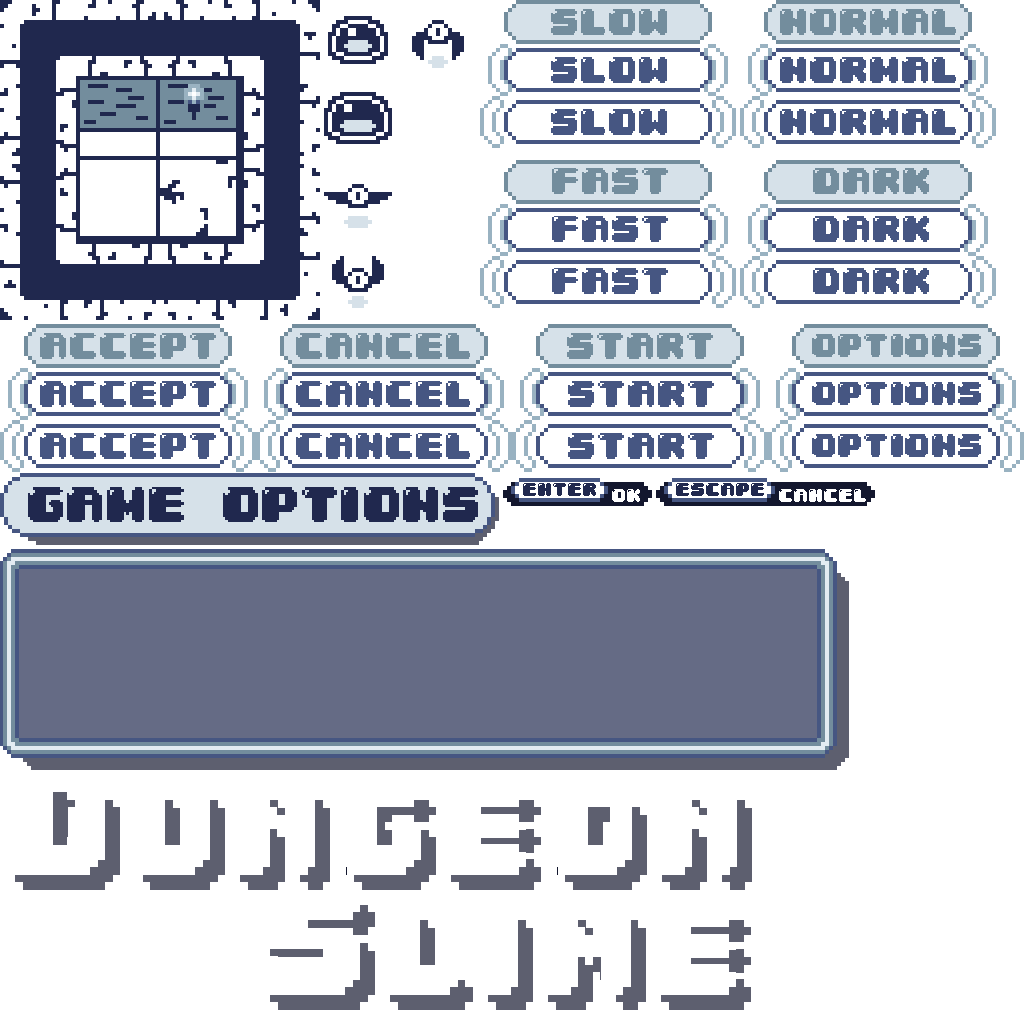 SLOW NORMAL
SLOW NORMAL
SLOW NORMAL
FAST DARK
FAST DARK
FAST DARK
ACCEPT CANCEL START OPTIONS
ACCEPT CANCEL START OPTIONS
ACCEPT CANCEL START OPTIONS
GAME OPTIONS ENTER OK ESCAPE CANCEL
DUNGEON
SLIME